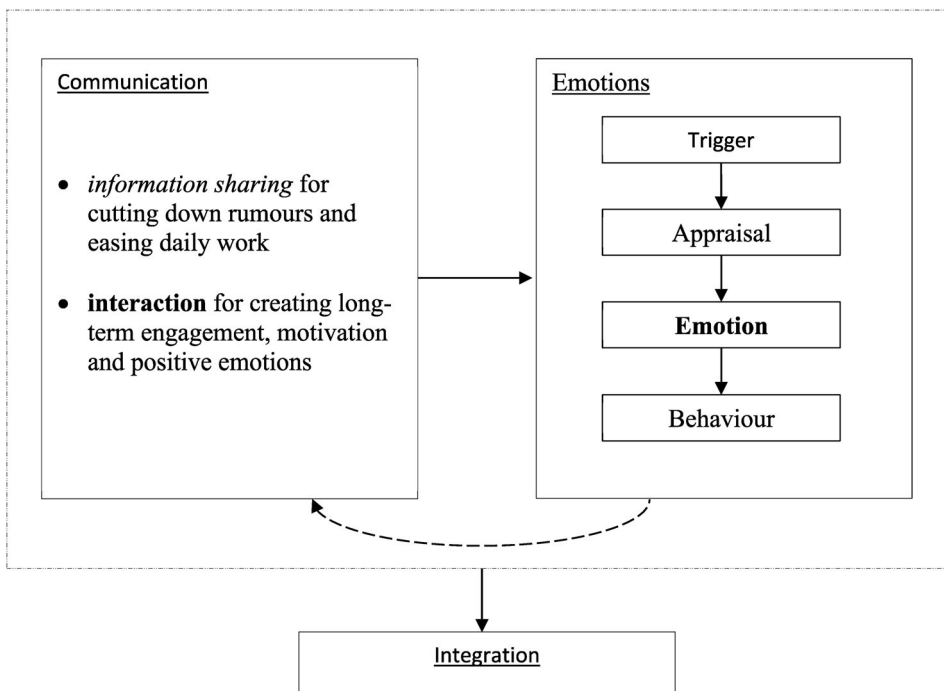 Communication
• information sharing for
cutting down rumours and
easing daily work
• interaction for creating long-
term engagement, motivation
and positive emotions
Emotions
Trigger
Appraisal
Emotion
Behaviour
Integration